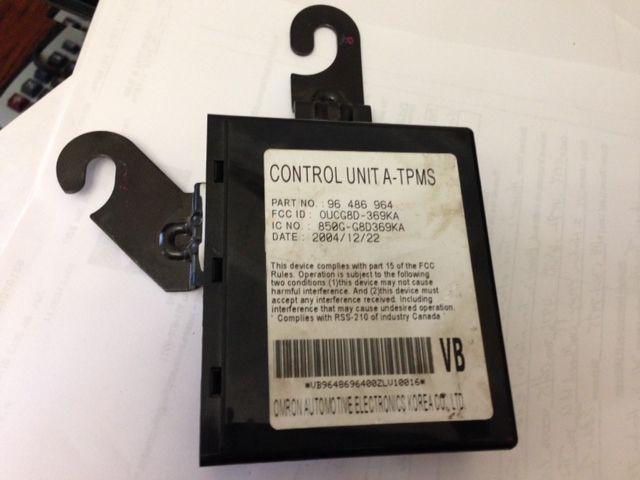 CONTROL UNIT A-TPMS
PART NO. : 96 486 964
FCC ID : OUCG8D-369KA
IC NO. : 850G-G8D369KA
DATE : 2004/12/22
This device complies with part 15 of the FCC
Rules. Operation is subject to the following
two conditions:(1)this device may not cause
harmful interference. And (2)this device must
accept any interference received. Including
interference that may cause undesired operation.
* Complies with RSS-210 of industry Canada
VB
*VB9648696400ZLV10016*
OMRON AUTOMOTIVE ELECTRONICS KOREA CO., LTD.